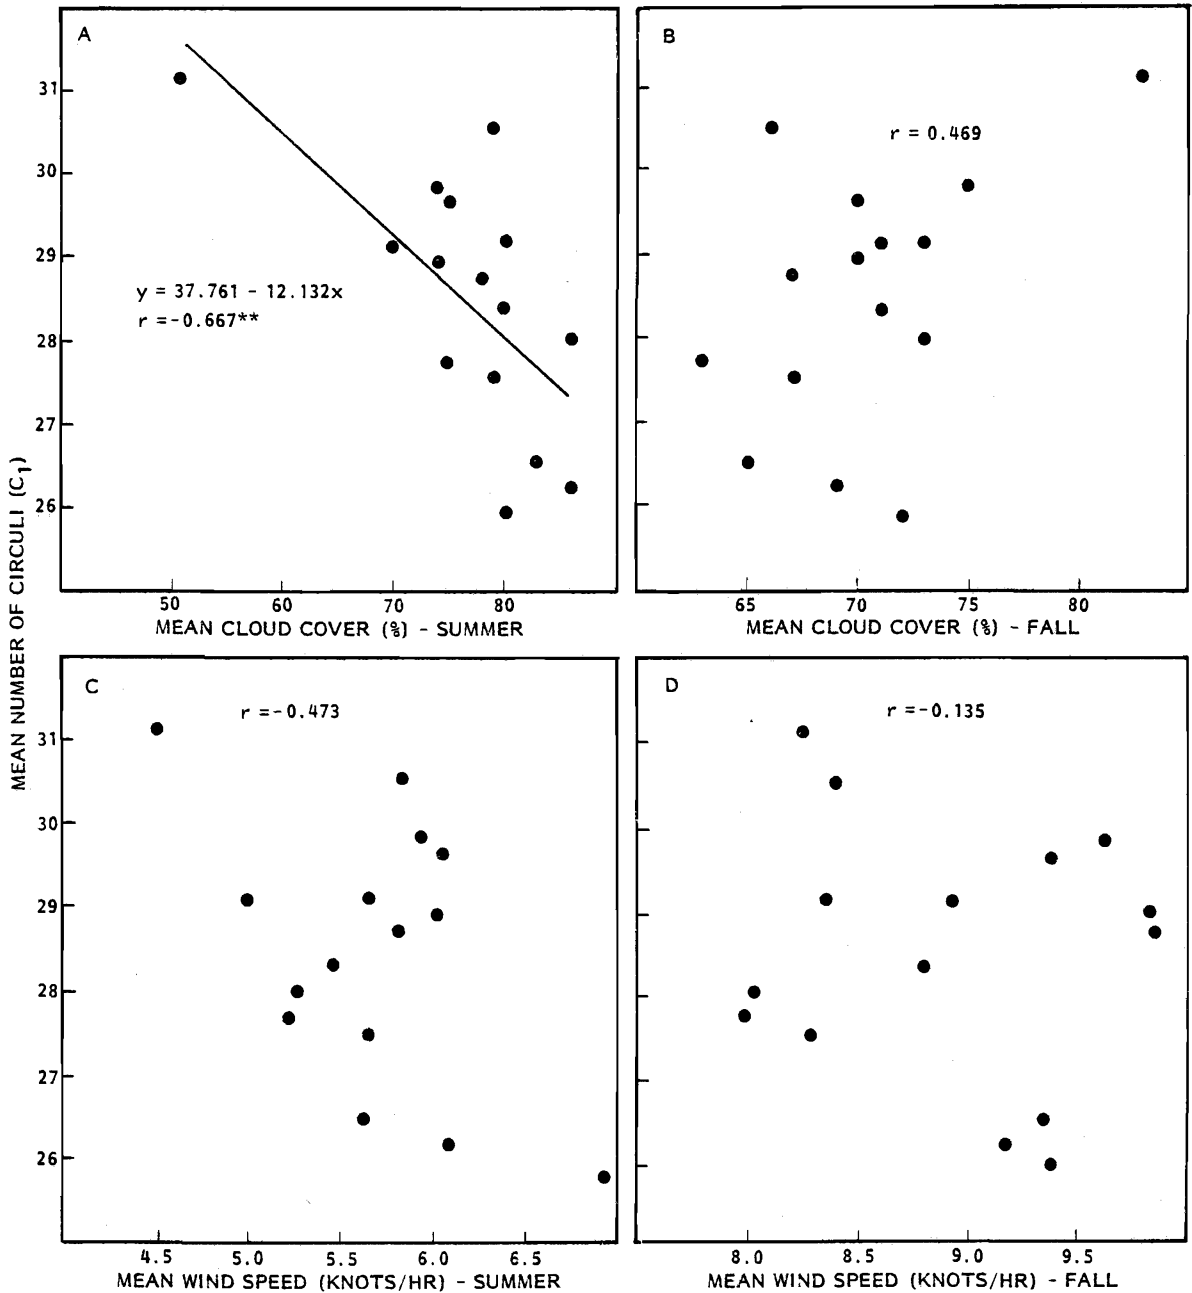 MEAN NUMBER OF CIRCULI (C1)
A
31
30
29
28
27
26
y = 37.761 - 12.132x
r =-0.667**
50 60 70 80
MEAN CLOUD COVER (%) - SUMMER
B
r = 0.469
65 70 75 80
MEAN CLOUD COVER (%) - FALL
C
r =-0.473
31
30
29
28
27
26
4.5 5.0 5.5 6.0 6.5
MEAN WIND SPEED (KNOTS/HR) - SUMMER
D
r =-0.135
8.0 8.5 9.0 9.5
MEAN WIND SPEED (KNOTS/HR) - FALL